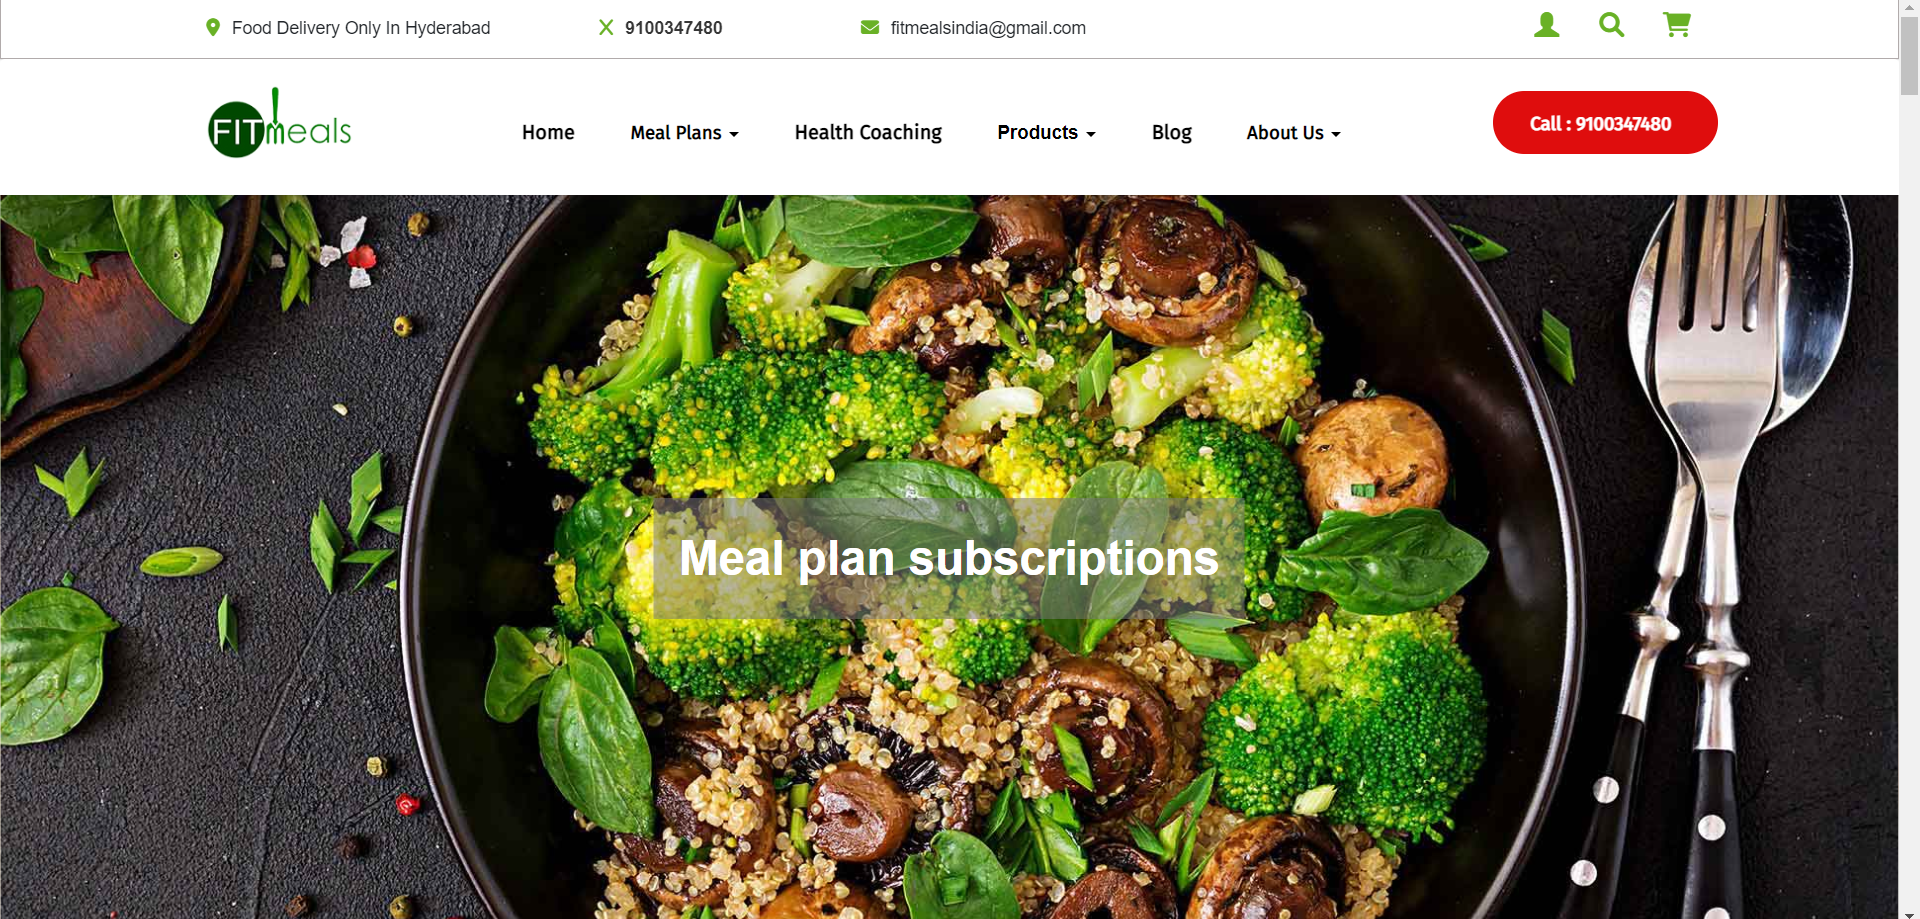 Food Delivery Only In Hyderabad
9100347480
fitmealsindia@gmail.com
FITmeals
Home
Meal Plans
Health Coaching
Products
Blog
About Us
Call : 9100347480
Meal plan subscriptions